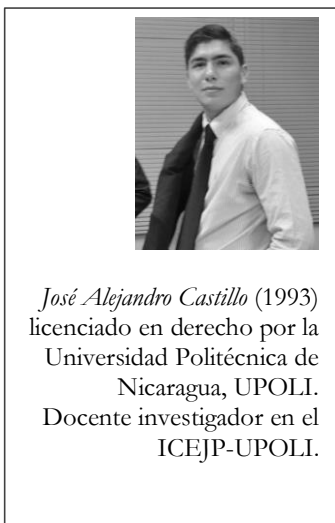 José Alejandro Castillo (1993)
licenciado en derecho por la
Universidad Politécnica de
Nicaragua, UPOLI.
Docente investigador en el
ICEJP-UPOLI.